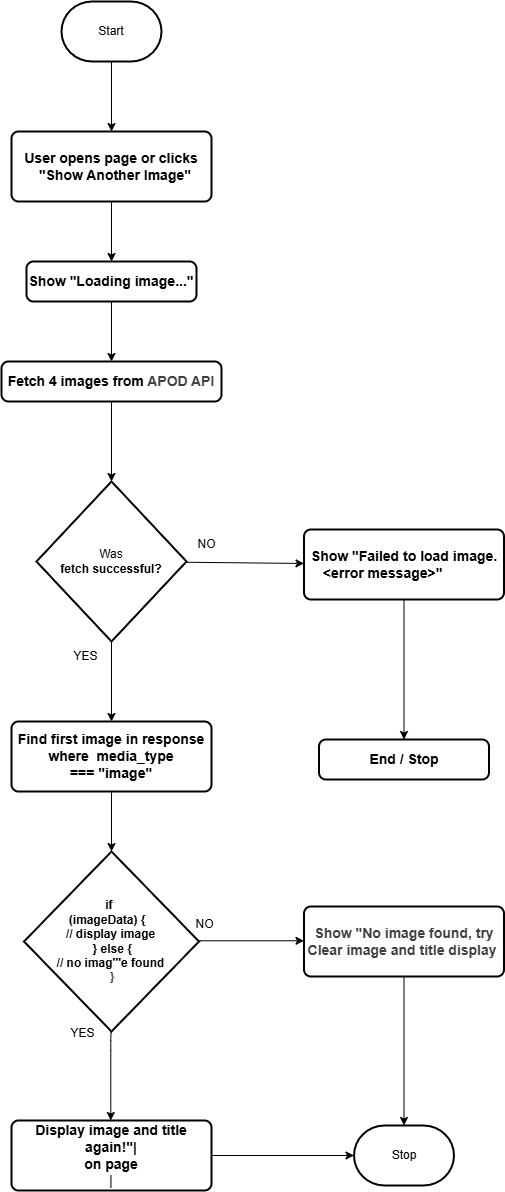 Start
User opens page or clicks
"Show Another Image"
Show "Loading image..."
Fetch 4 images from APOD API
Was
fetch successful?
NO
Show "Failed to load image.
<error message>"
YES
Find first image in response
where  media_type
=== "image"
End / Stop
if
(imageData) {
// display image
} else {
// no imag'"e found
}
NO
Show "No image found, try
Clear image and title display
YES
Display image and title
again!"|
on page
|
Stop